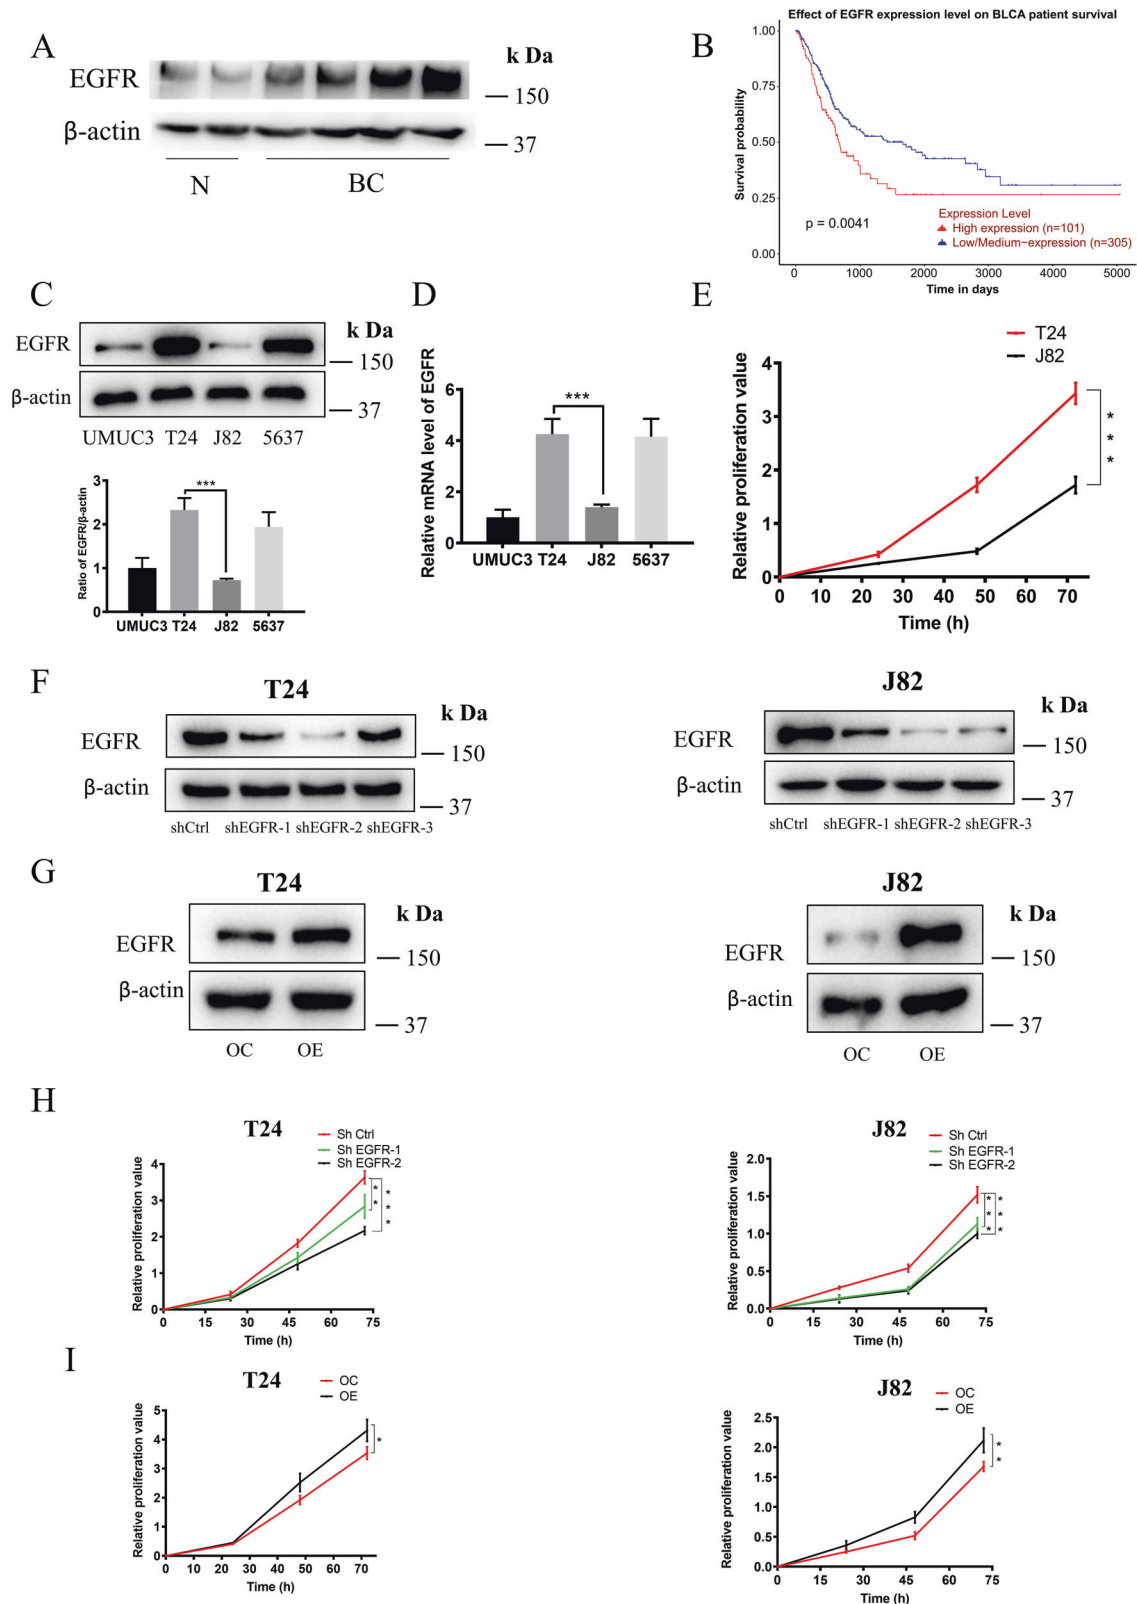 A
EGFR
β-actin
k Da
150
37
N
BC
B
Effect of EGFR expression level on BLCA patient survival
Survival probability
1.00
0.75
0.50
0.25
0.00
p = 0.0041
Expression Level
High expression (n=101)
Low/Medium-expression (n=305)
0 1000 2000 3000 4000 5000
Time in days
C
EGFR
β-actin
k Da
150
37
UMUC3 T24 J82 5637
Ratio of EGFR/β-actin
3
2
1
0
***
UMUC3 T24 J82 5637
D
Relative mRNA level of EGFR
6
4
2
0
***
UMUC3 T24 J82 5637
E
T24
J82
Relative proliferation value
4
3
2
1
0
***
0 10 20 30 40 50 60 70
Time (h)
F
T24
EGFR
β-actin
k Da
150
37
shCtrl shEGFR-1 shEGFR-2 shEGFR-3
J82
EGFR
β-actin
k Da
150
37
shCtrl shEGFR-1 shEGFR-2 shEGFR-3
G
T24
EGFR
β-actin
k Da
150
37
OC OE
J82
EGFR
β-actin
k Da
150
37
OC OE
H
T24
Sh Ctrl
Sh EGFR-1
Sh EGFR-2
Relative proliferation value
4
3
2
1
0
**
***
0 15 30 45 60 75
Time (h)
J82
Sh Ctrl
Sh EGFR-1
Sh EGFR-2
Relative proliferation value
2.0
1.5
1.0
0.5
0.0
***
***
0 15 30 45 60 75
Time (h)
I
T24
OC
OE
Relative proliferation value
5
4
3
2
1
0
*
0 10 20 30 40 50 60 70
Time (h)
J82
OC
OE
Relative proliferation value
2.5
2.0
1.5
1.0
0.5
0.0
**
0 15 30 45 60 75
Time (h)